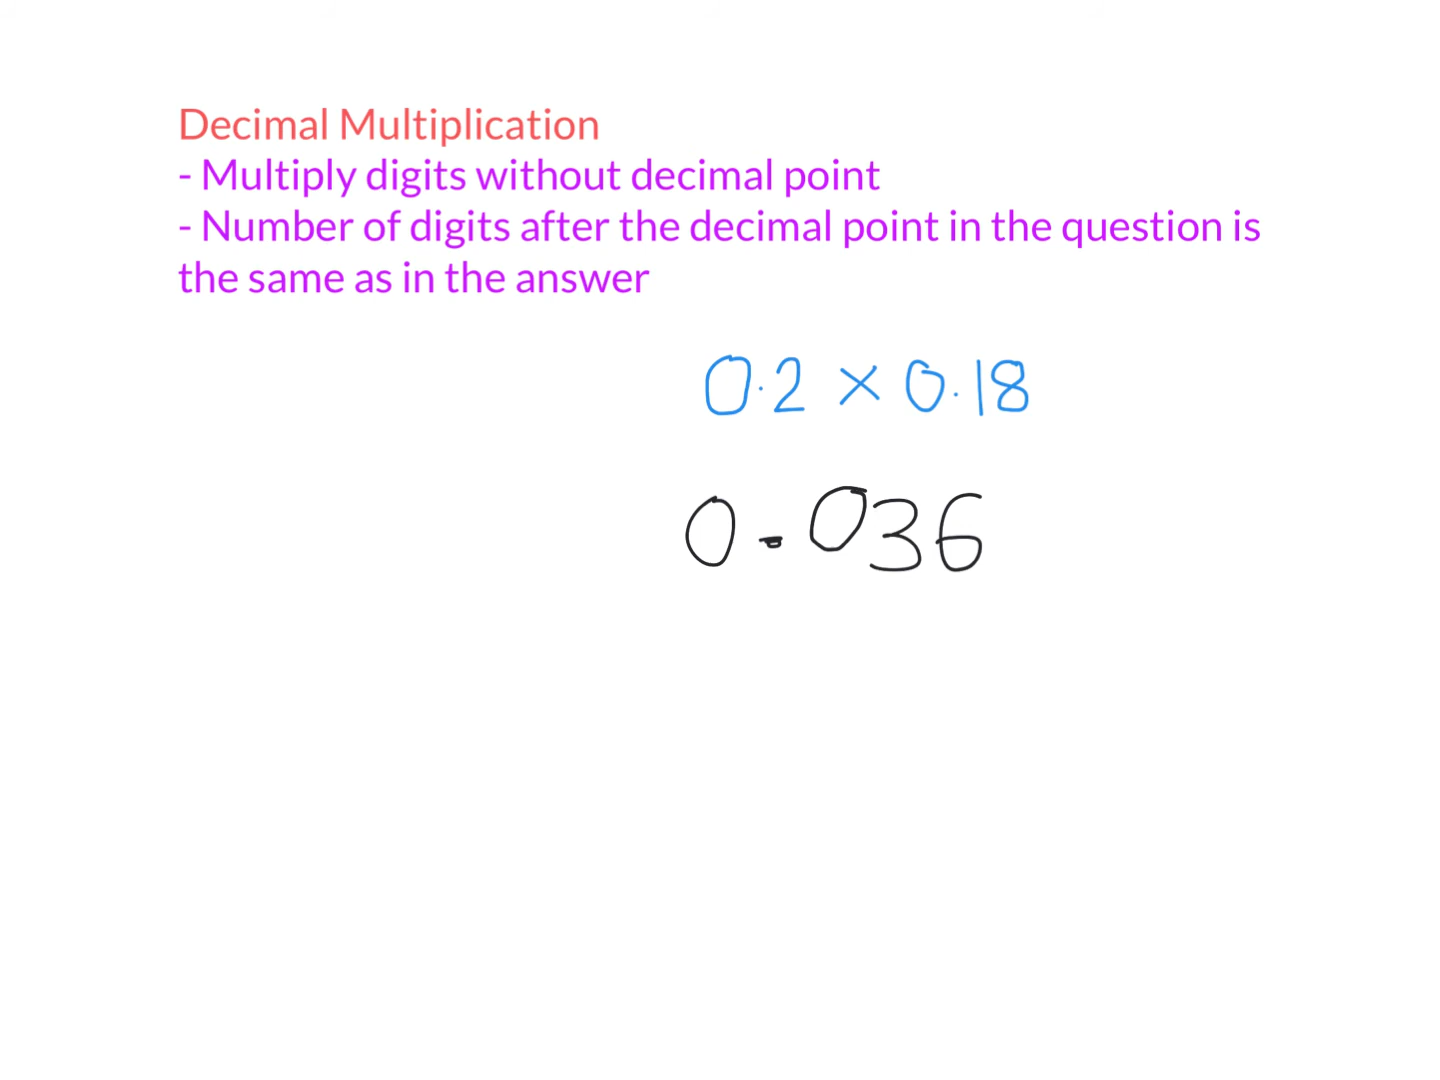 Decimal Multiplication
- Multiply digits without decimal point
- Number of digits after the decimal point in the question is
the same as in the answer
0.2 × 0.18
0.036